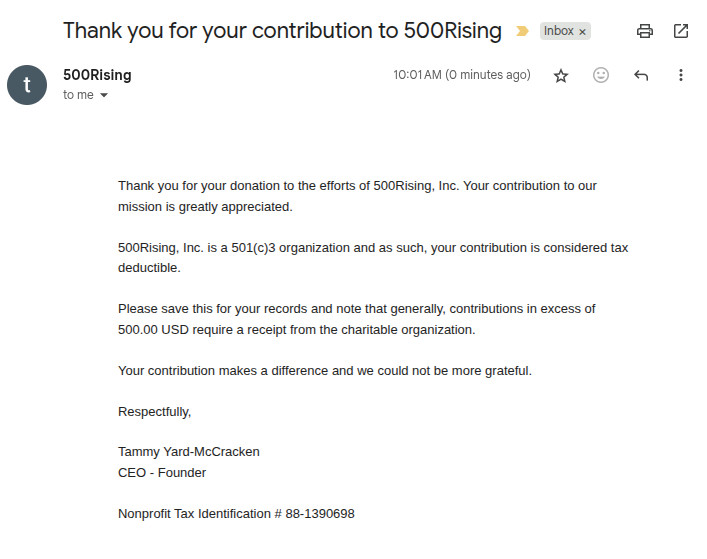 Thank you for your contribution to 500Rising
Inbox ×
500Rising
10:01 AM (0 minutes ago)
t
to me
Thank you for your donation to the efforts of 500Rising, Inc. Your contribution to our
mission is greatly appreciated.
500Rising, Inc. is a 501(c)3 organization and as such, your contribution is considered tax
deductible.
Please save this for your records and note that generally, contributions in excess of
500.00 USD require a receipt from the charitable organization.
Your contribution makes a difference and we could not be more grateful.
Respectfully,
Tammy Yard-McCracken
CEO - Founder
Nonprofit Tax Identification # 88-1390698